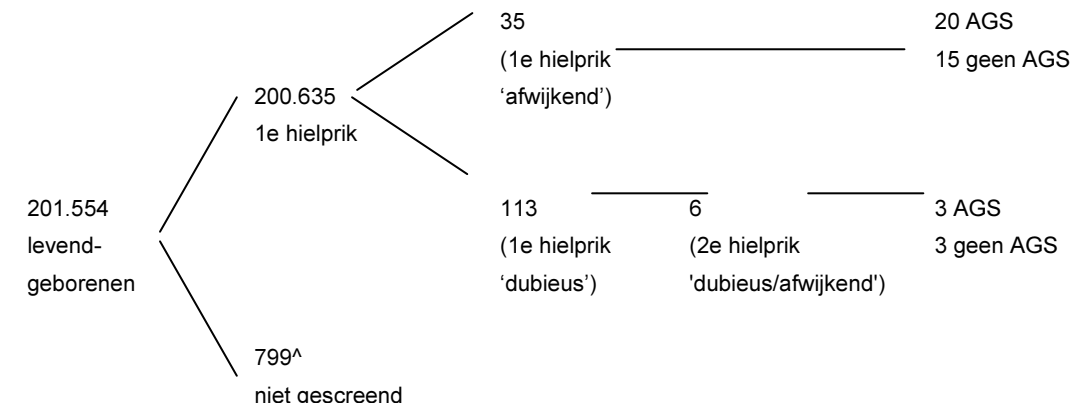 35
(1e hielprik
‘afwijkend’)
20 AGS
15 geen AGS
200.635
1e hielprik
201.554
levend-
geborenen
113
(1e hielprik
‘dubieus’)
6
(2e hielprik
'dubieus/afwijkend')
3 AGS
3 geen AGS
799^
niet gescreend